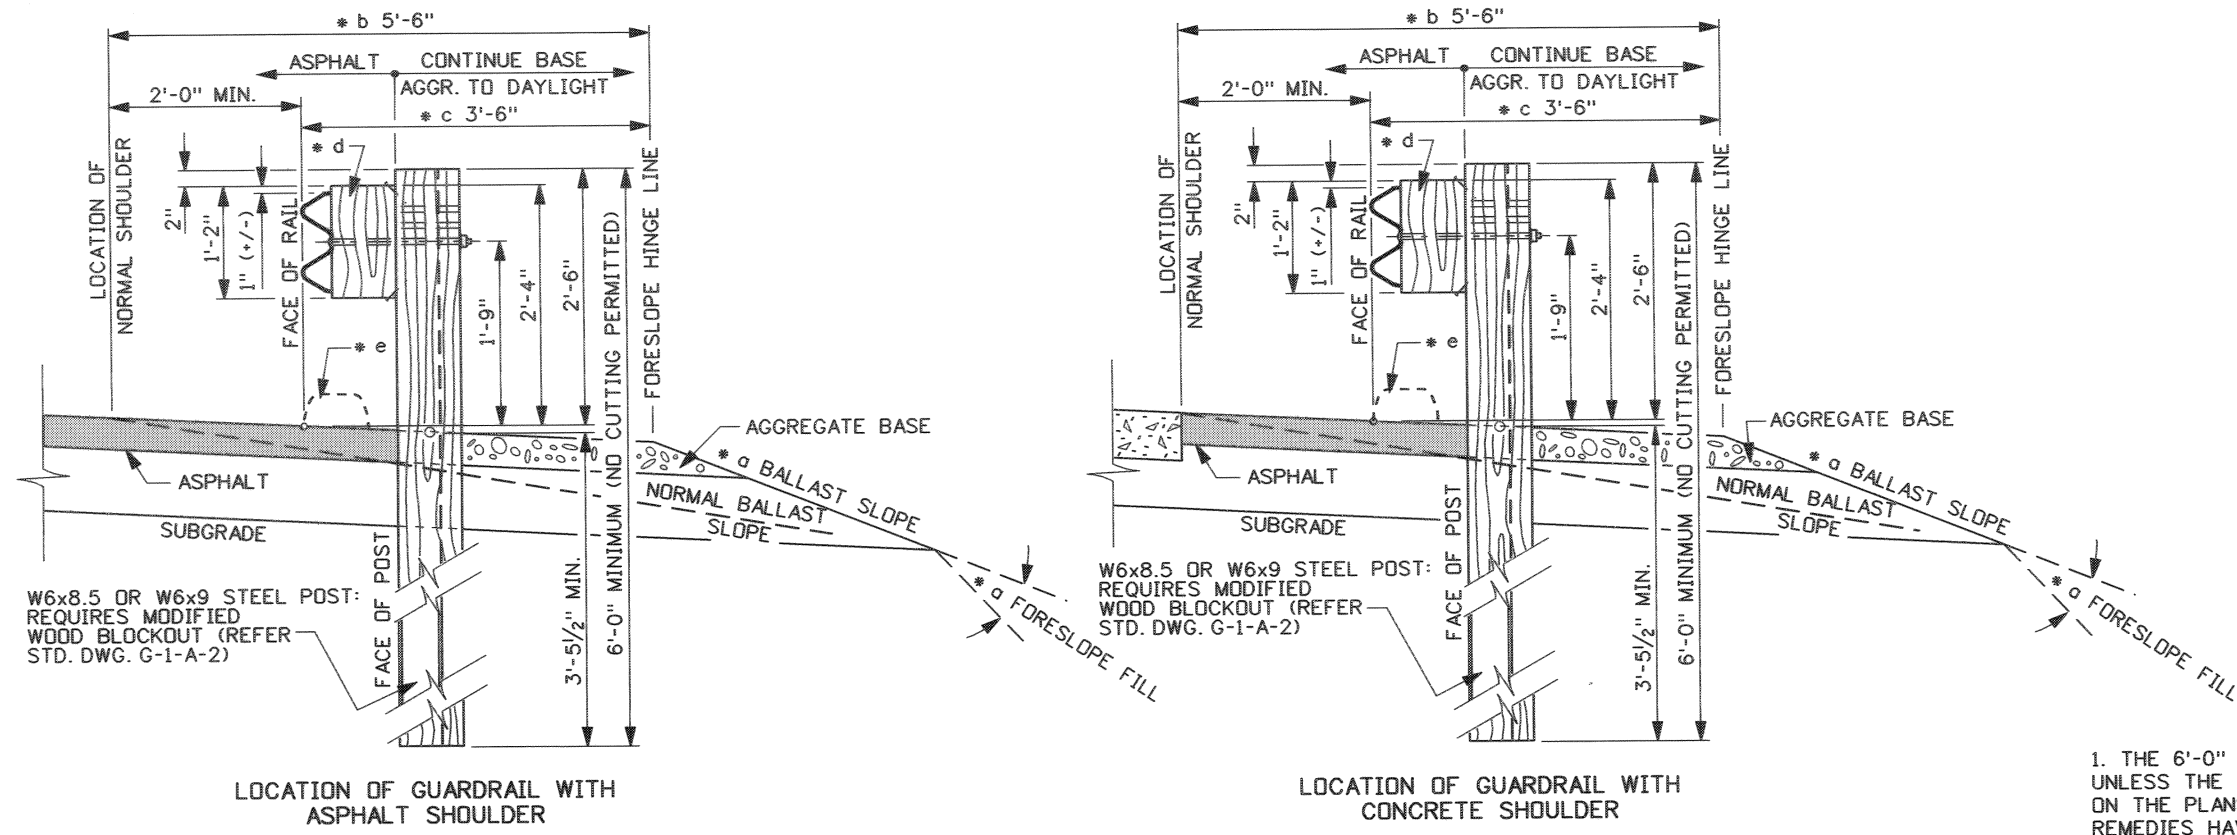 * b 5'-6"
ASPHALT
CONTINUE BASE
AGGR. TO DAYLIGHT
2'-0" MIN.
* c 3'-6"
LOCATION OF
NORMAL SHOULDER
* d
2"
1'-2"
1" (+/-)
FACE OF RAIL
* e
1'-9"
2'-4"
2'-6"
6'-0" MINIMUM (NO CUTTING PERMITTED)
FORESLOPE HINGE LINE
AGGREGATE BASE
* a BALLAST SLOPE
NORMAL BALLAST
SLOPE
ASPHALT
SUBGRADE
FACE OF POST
3'-5½" MIN.
* a FORESLOPE FILL
W6x8.5 OR W6x9 STEEL POST:
REQUIRES MODIFIED
WOOD BLOCKOUT (REFER
STD. DWG. G-1-A-2)
LOCATION OF GUARDRAIL WITH
ASPHALT SHOULDER
* b 5'-6"
ASPHALT
CONTINUE BASE
AGGR. TO DAYLIGHT
2'-0" MIN.
* c 3'-6"
LOCATION OF
NORMAL SHOULDER
* d
2"
1'-2"
1" (+/-)
FACE OF RAIL
* e
1'-9"
2'-4"
2'-6"
6'-0" MINIMUM (NO CUTTING PERMITTED)
FORESLOPE HINGE LINE
AGGREGATE BASE
* a BALLAST SLOPE
NORMAL BALLAST
SLOPE
ASPHALT
SUBGRADE
FACE OF POST
3'-5½" MIN.
* a FORESLOPE FILL
W6x8.5 OR W6x9 STEEL POST:
REQUIRES MODIFIED
WOOD BLOCKOUT (REFER
STD. DWG. G-1-A-2)
LOCATION OF GUARDRAIL WITH
CONCRETE SHOULDER
1. THE 6'-0"
UNLESS THE
ON THE PLAN
REMEDIES HAV